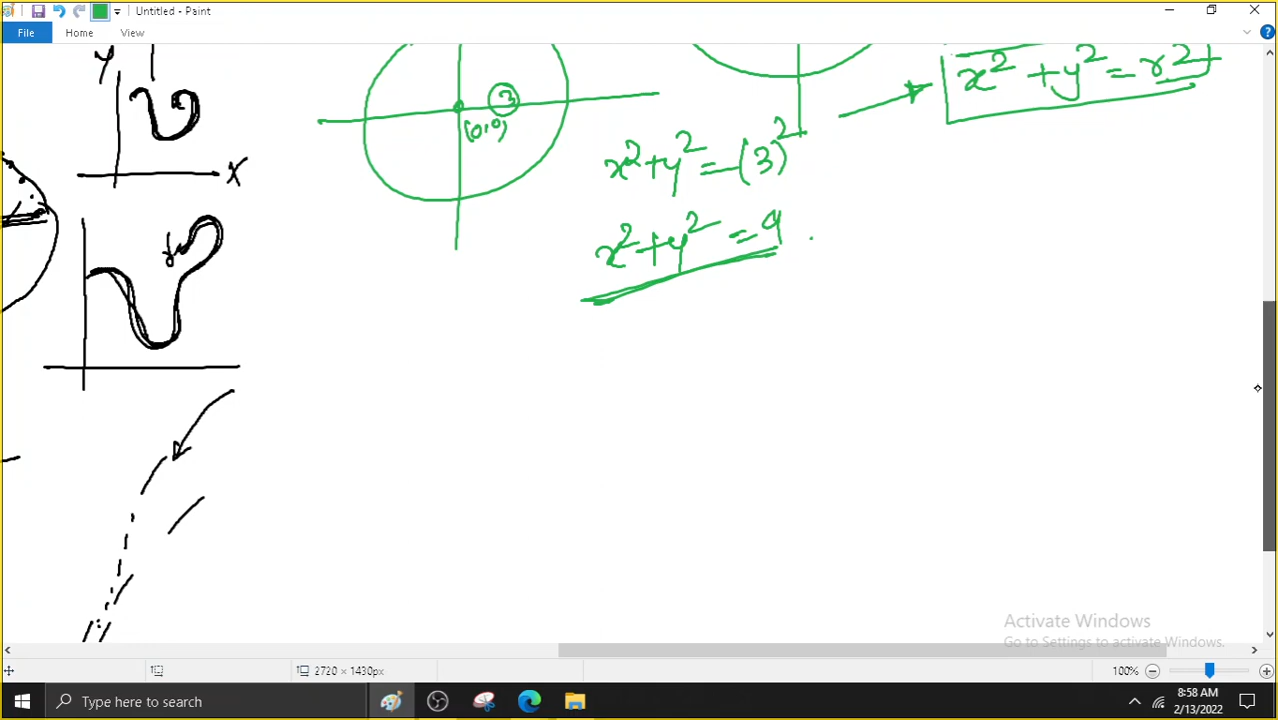 Untitled - Paint
File
Home
View
Y
X
3
(0,0)
x²+y²=r²
x²+y²=(3)²
x²+y²=9
y
Activate Windows
Go to Settings to activate Windows.
2720 × 1430px
100%
Type here to search
8:58 AM
2/13/2022